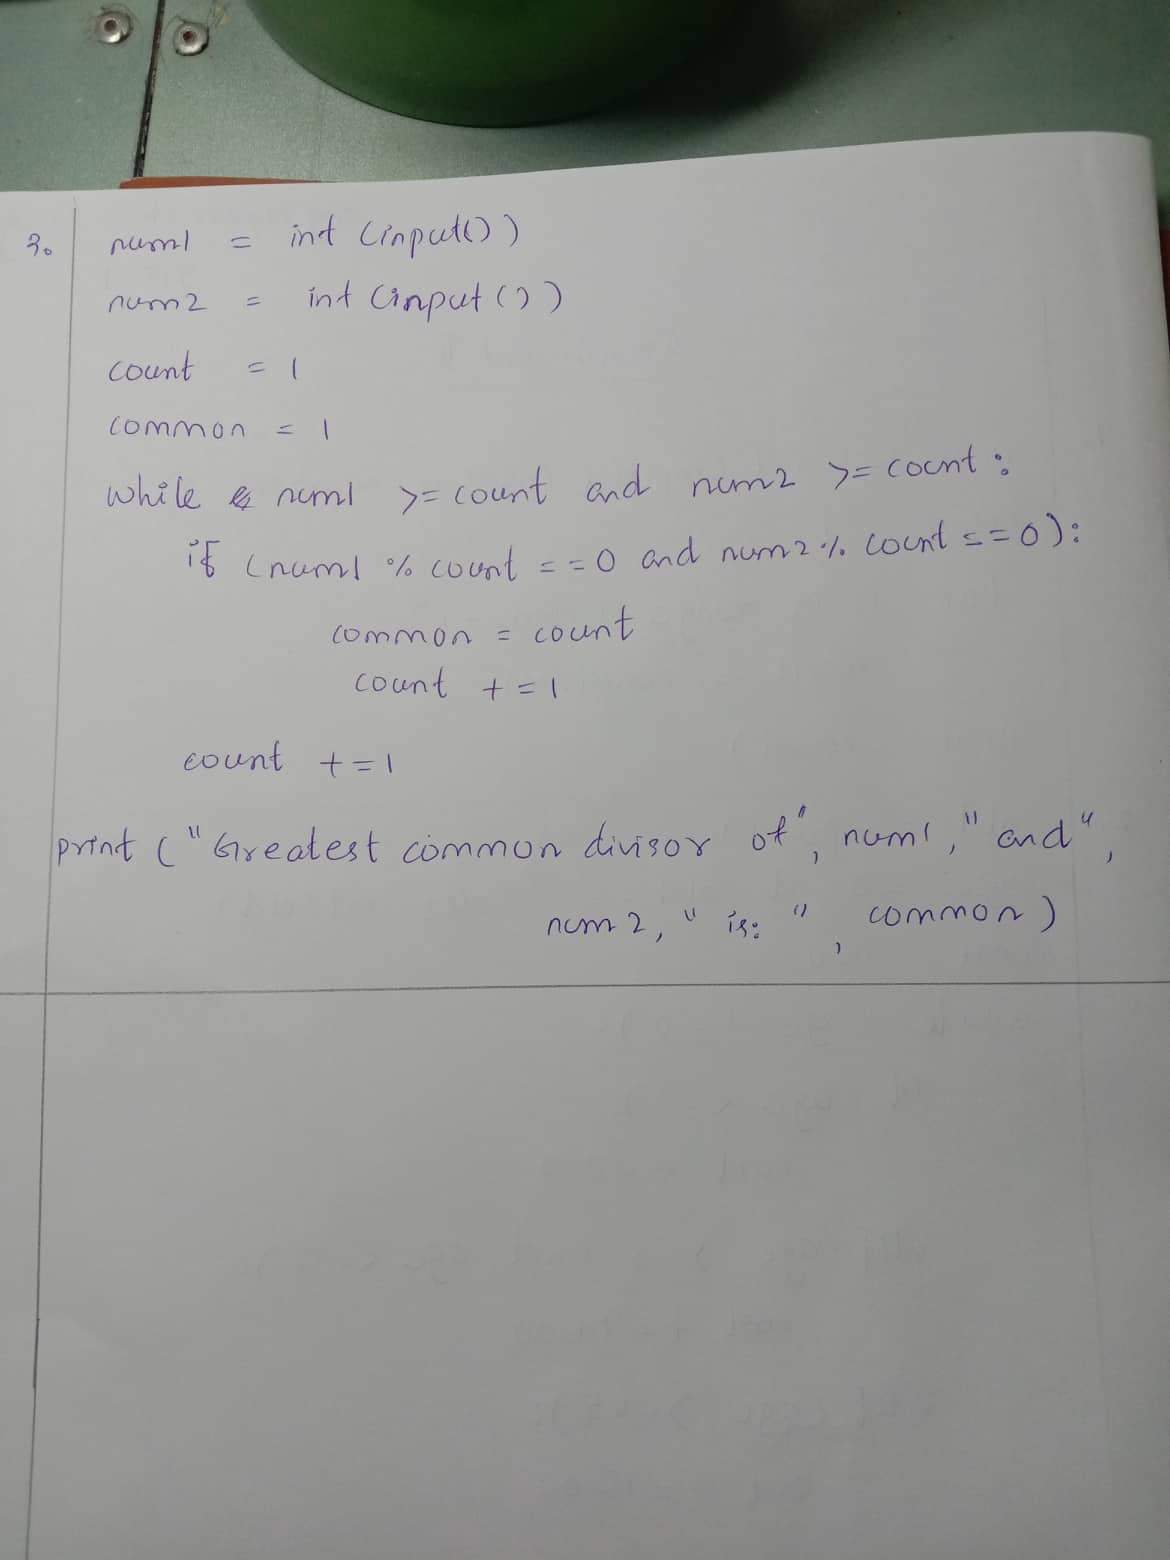 3. num1 = int (input())
num2 = int (input())
count = 1
common = 1
while num1 >= count and num2 >= count :
if (num1 % count == 0 and num2 % count == 0):
common = count
count += 1
count += 1
print ("Greatest common divisor of", num1, "and",
num2, "is: ", common)